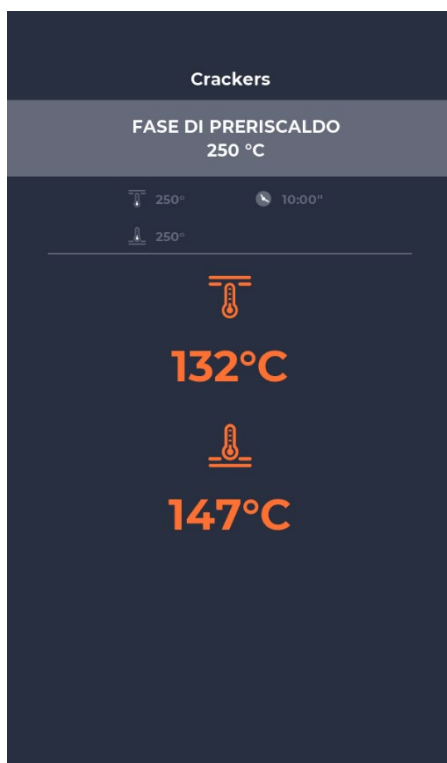 Crackers
FASE DI PRERISCALDO
250 °C
250° 10:00"
250°
132°C
147°C